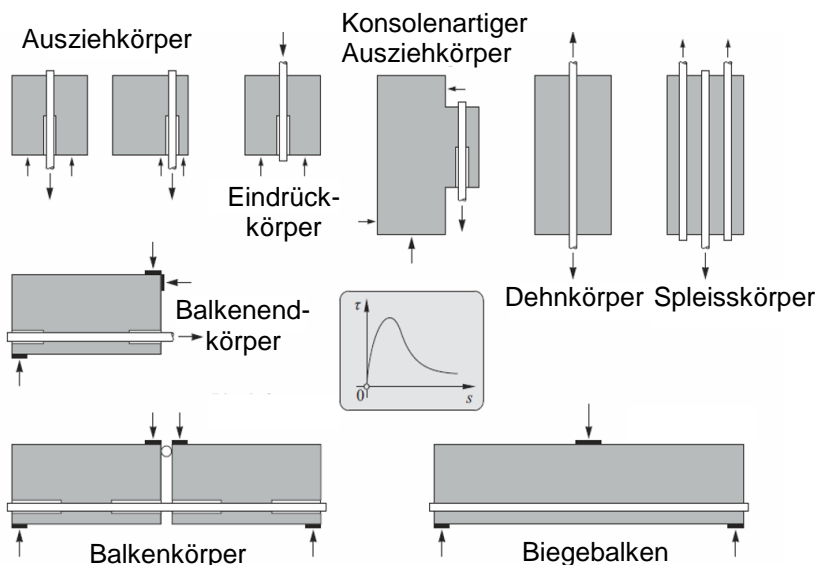 Ausziehkörper
Konsolenartiger
Ausziehkörper
Eindrück-
körper
Dehnkörper
Spleisskörper
Balkenend-
körper
τ
0
s
Balkenkörper
Biegebalken